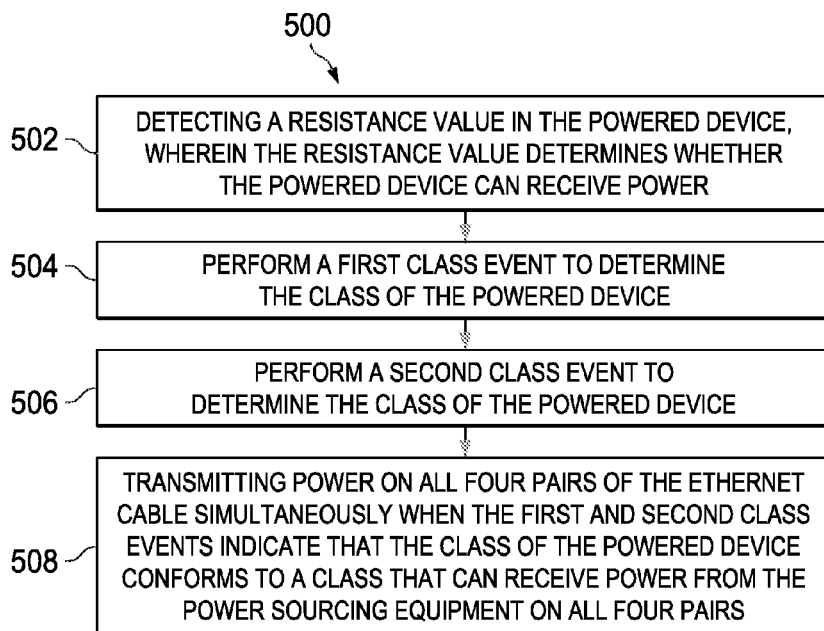 500
502
DETECTING A RESISTANCE VALUE IN THE POWERED DEVICE,
WHEREIN THE RESISTANCE VALUE DETERMINES WHETHER
THE POWERED DEVICE CAN RECEIVE POWER
504
PERFORM A FIRST CLASS EVENT TO DETERMINE
THE CLASS OF THE POWERED DEVICE
506
PERFORM A SECOND CLASS EVENT TO
DETERMINE THE CLASS OF THE POWERED DEVICE
508
TRANSMITTING POWER ON ALL FOUR PAIRS OF THE ETHERNET
CABLE SIMULTANEOUSLY WHEN THE FIRST AND SECOND CLASS
EVENTS INDICATE THAT THE CLASS OF THE POWERED DEVICE
CONFORMS TO A CLASS THAT CAN RECEIVE POWER FROM THE
POWER SOURCING EQUIPMENT ON ALL FOUR PAIRS